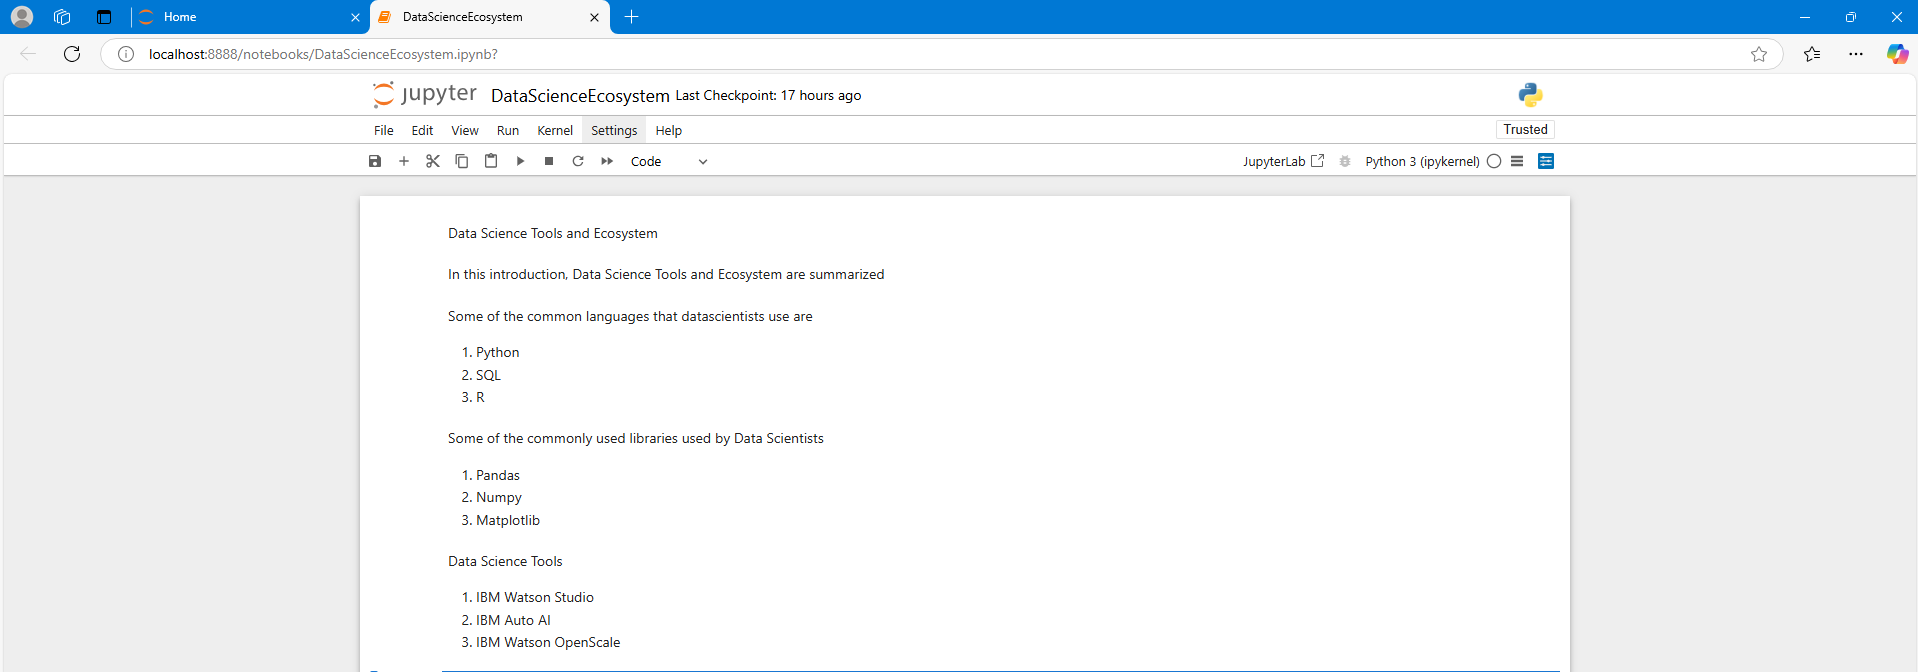 Home
DataScienceEcosystem
localhost:8888/notebooks/DataScienceEcosystem.ipynb?
jupyter DataScienceEcosystem Last Checkpoint: 17 hours ago
File Edit View Run Kernel Settings Help
Trusted
Code
JupyterLab
Python 3 (ipykernel)
Data Science Tools and Ecosystem
In this introduction, Data Science Tools and Ecosystem are summarized
Some of the common languages that datascientists use are
1. Python
2. SQL
3. R
Some of the commonly used libraries used by Data Scientists
1. Pandas
2. Numpy
3. Matplotlib
Data Science Tools
1. IBM Watson Studio
2. IBM Auto AI
3. IBM Watson OpenScale